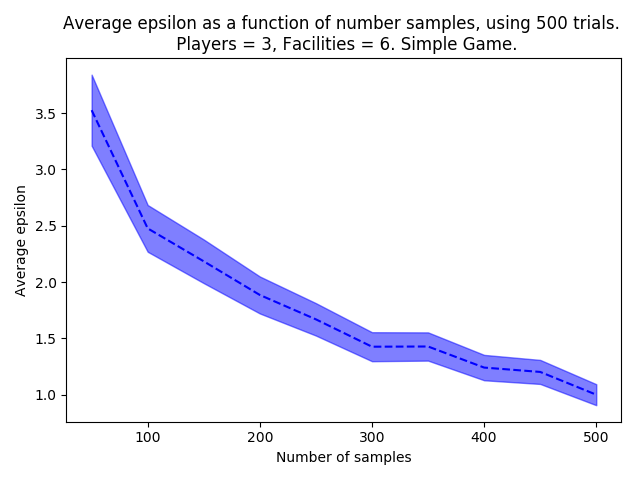 Average epsilon as a function of number samples, using 500 trials.
Players = 3, Facilities = 6. Simple Game.
Average epsilon
3.5
3.0
2.5
2.0
1.5
1.0
100 200 300 400 500
Number of samples